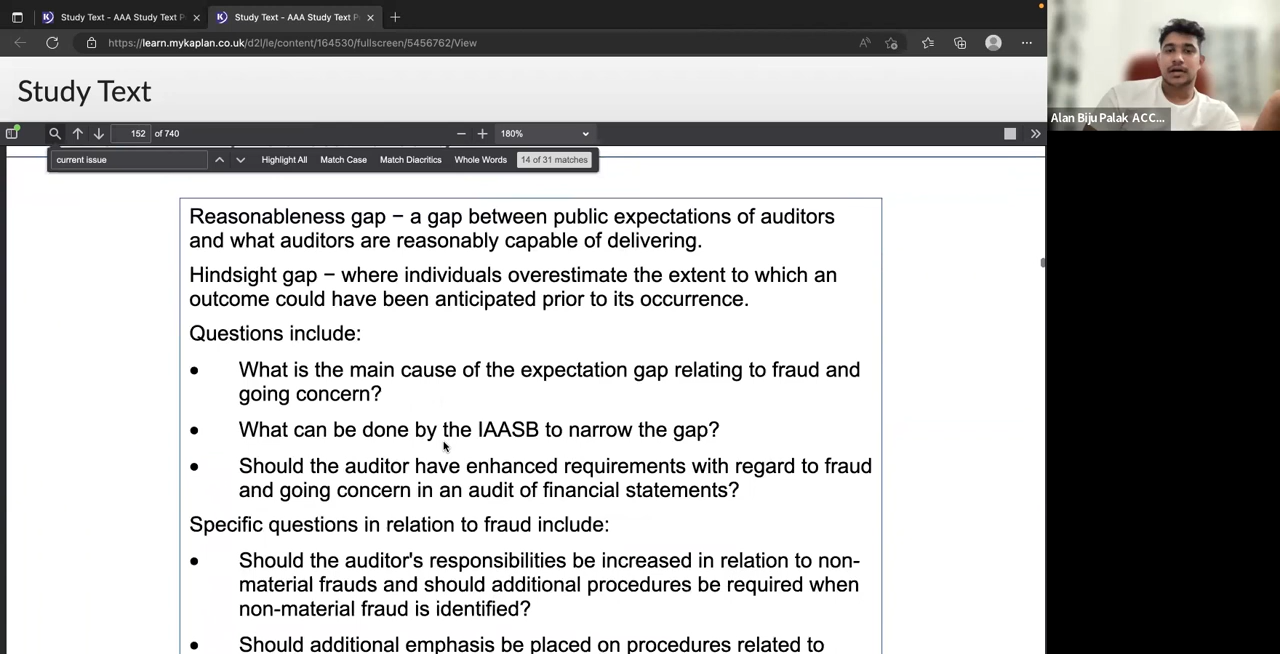 Study Text - AAA Study Text P
Study Text - AAA Study Text P
https://learn.mykaplan.co.uk/d2l/le/content/164530/fullscreen/5456762/View
Study Text
152 of 740
180%
current issue
Highlight All
Match Case
Match Diacritics
Whole Words
14 of 31 matches
Alan Biju Palak ACC...
Reasonableness gap – a gap between public expectations of auditors
and what auditors are reasonably capable of delivering.
Hindsight gap – where individuals overestimate the extent to which an
outcome could have been anticipated prior to its occurrence.
Questions include:
• What is the main cause of the expectation gap relating to fraud and
going concern?
• What can be done by the IAASB to narrow the gap?
• Should the auditor have enhanced requirements with regard to fraud
and going concern in an audit of financial statements?
Specific questions in relation to fraud include:
• Should the auditor's responsibilities be increased in relation to non-
material frauds and should additional procedures be required when
non-material fraud is identified?
• Should additional emphasis be placed on procedures related to